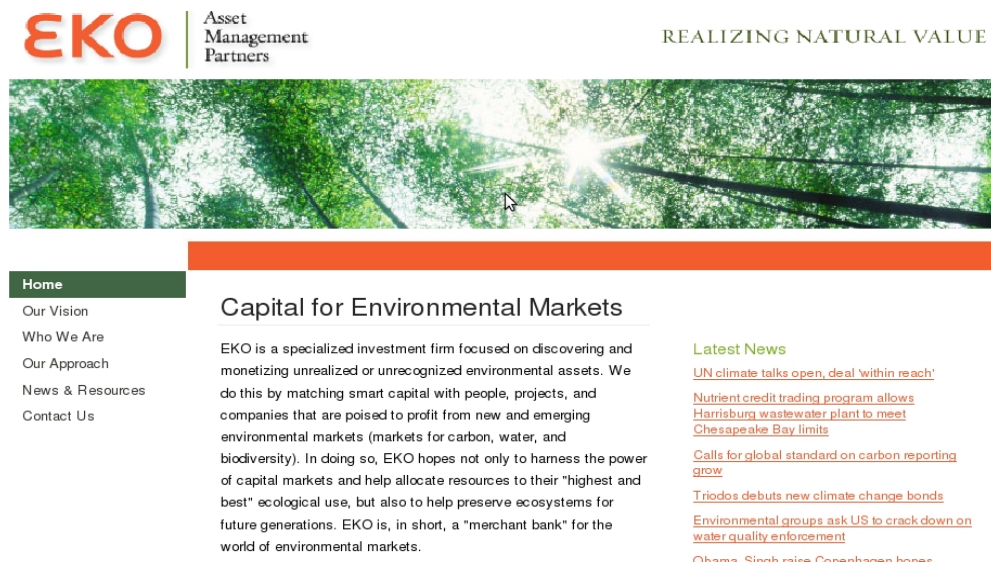 EKO
Asset
Management
Partners
REALIZING NATURAL VALUE
Home
Our Vision
Who We Are
Our Approach
News & Resources
Contact Us
Capital for Environmental Markets
EKO is a specialized investment firm focused on discovering and
monetizing unrealized or unrecognized environmental assets. We
do this by matching smart capital with people, projects, and
companies that are poised to profit from new and emerging
environmental markets (markets for carbon, water, and
biodiversity). In doing so, EKO hopes not only to harness the power
of capital markets and help allocate resources to their "highest and
best" ecological use, but also to help preserve ecosystems for
future generations. EKO is, in short, a "merchant bank" for the
world of environmental markets.
Latest News
UN climate talks open, deal 'within reach'
Nutrient credit trading program allows
Harrisburg wastewater plant to meet
Chesapeake Bay limits
Calls for global standard on carbon reporting
grow
Triodos debuts new climate change bonds
Environmental groups ask US to crack down on
water quality enforcement
Obama, Singh raise Copenhagen hopes